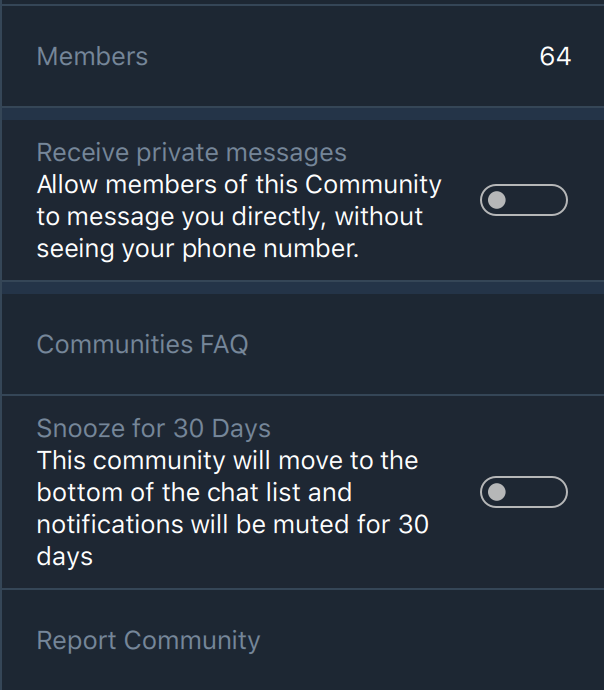 Members 64
Receive private messages
Allow members of this Community
to message you directly, without
seeing your phone number.
Communities FAQ
Snooze for 30 Days
This community will move to the
bottom of the chat list and
notifications will be muted for 30
days
Report Community